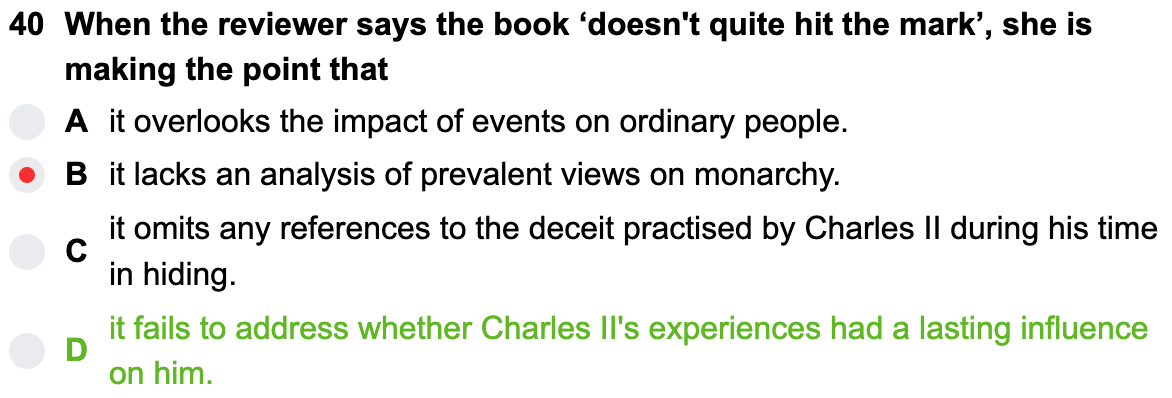 40 When the reviewer says the book ‘doesn't quite hit the mark’, she is
making the point that
A it overlooks the impact of events on ordinary people.
B it lacks an analysis of prevalent views on monarchy.
C it omits any references to the deceit practised by Charles II during his time
in hiding.
D it fails to address whether Charles II's experiences had a lasting influence
on him.